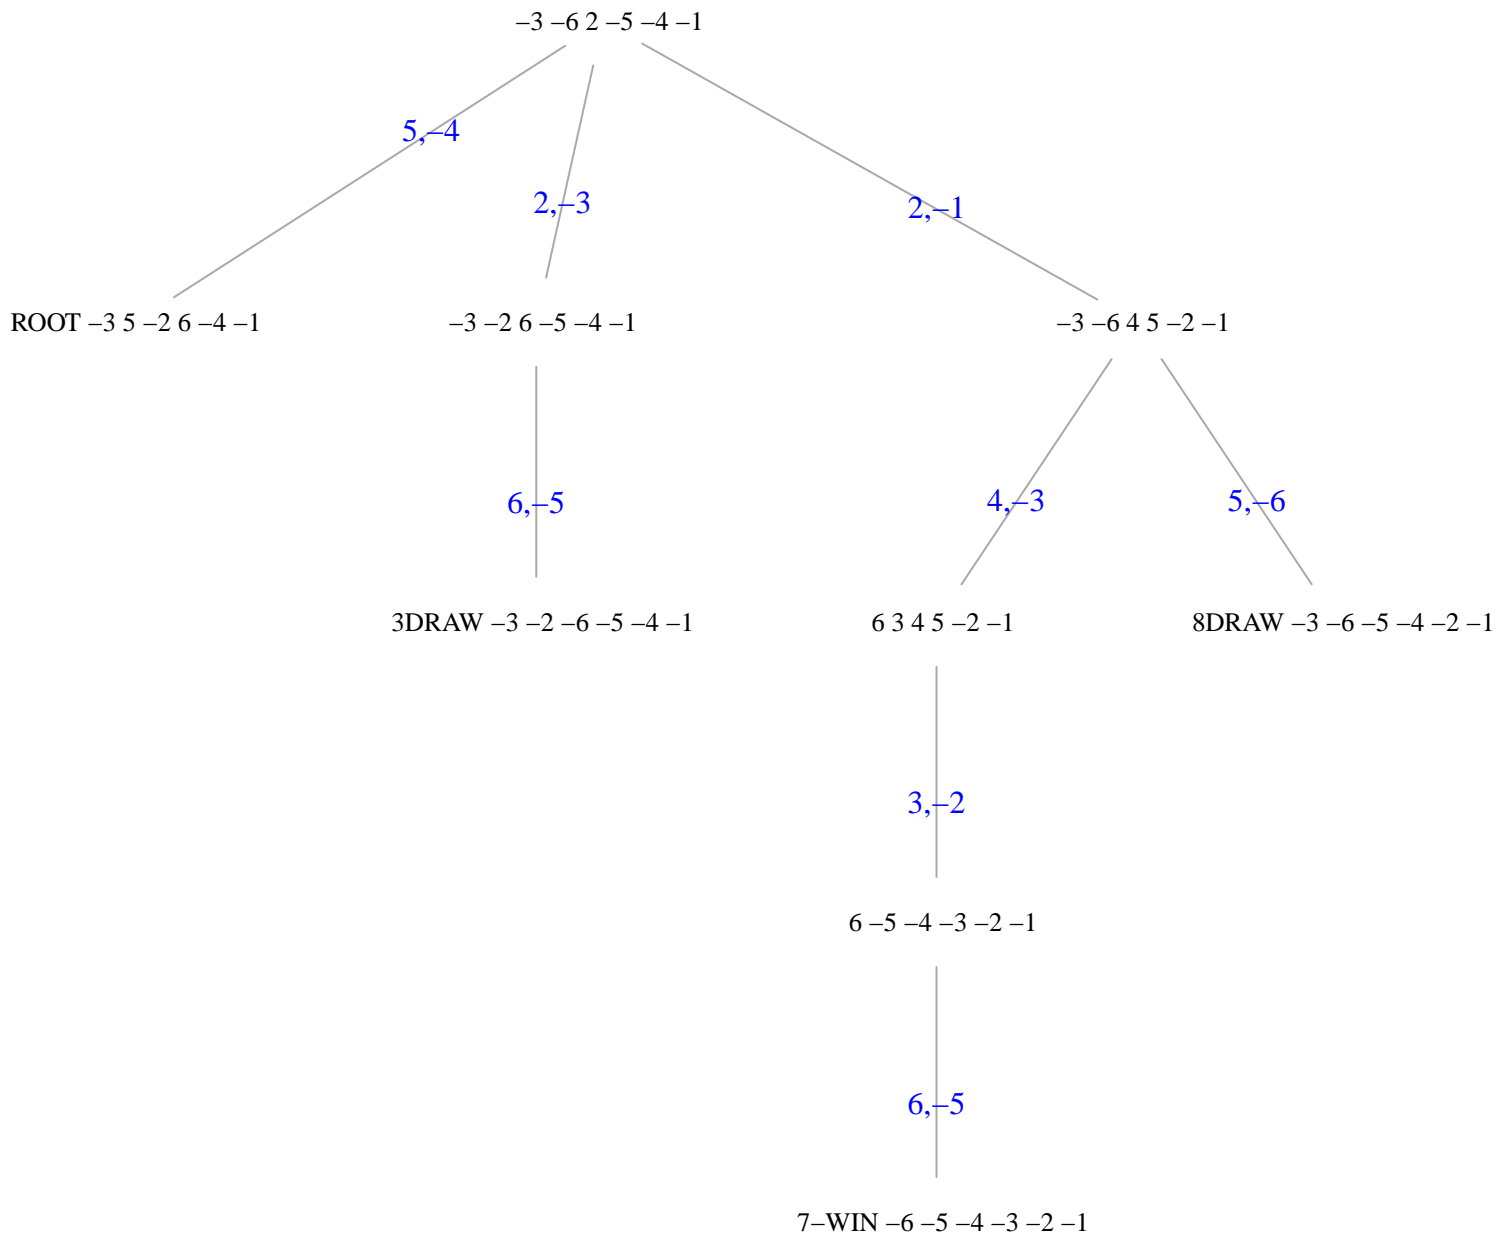 –3 –6 2 –5 –4 –1
5,–4
2,–3
2,–1
ROOT –3 5 –2 6 –4 –1
–3 –2 6 –5 –4 –1
–3 –6 4 5 –2 –1
6,–5
4,–3
5,–6
3DRAW –3 –2 –6 –5 –4 –1
6 3 4 5 –2 –1
8DRAW –3 –6 –5 –4 –2 –1
3,–2
6 –5 –4 –3 –2 –1
6,–5
7–WIN –6 –5 –4 –3 –2 –1